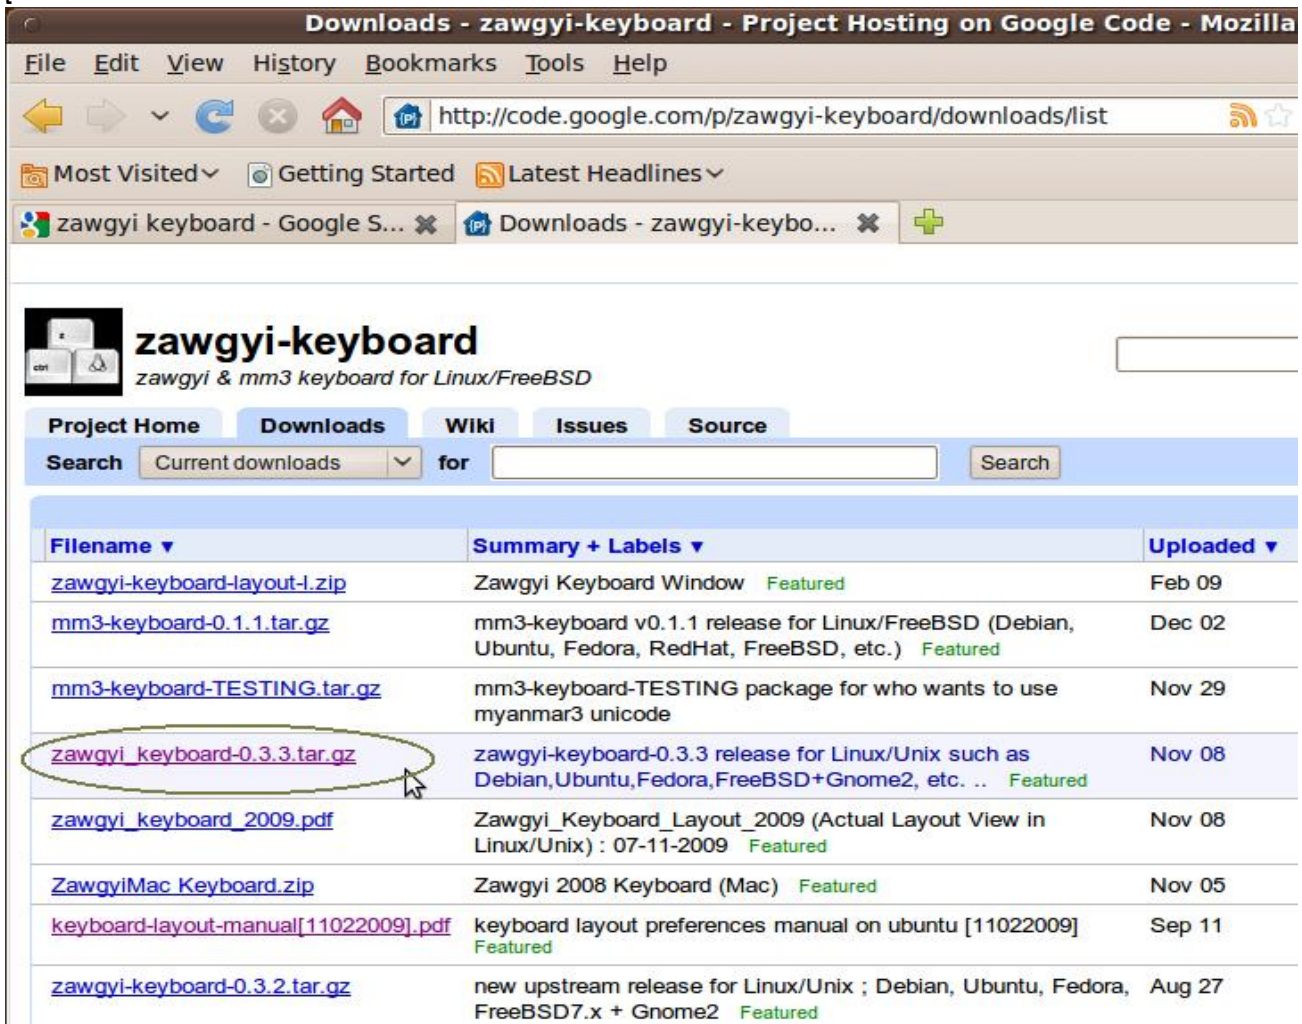 [
Downloads - zawgyi-keyboard - Project Hosting on Google Code - Mozilla
File Edit View History Bookmarks Tools Help
http://code.google.com/p/zawgyi-keyboard/downloads/list
Most Visited Getting Started Latest Headlines
zawgyi keyboard - Google S... Downloads - zawgyi-keybo...
zawgyi-keyboard
zawgyi & mm3 keyboard for Linux/FreeBSD
Project Home Downloads Wiki Issues Source
Search Current downloads for Search
Filename ▼ Summary + Labels ▼ Uploaded ▼
zawgyi-keyboard-layout-l.zip Zawgyi Keyboard Window Featured Feb 09
mm3-keyboard-0.1.1.tar.gz mm3-keyboard v0.1.1 release for Linux/FreeBSD (Debian, Dec 02
Ubuntu, Fedora, RedHat, FreeBSD, etc.) Featured
mm3-keyboard-TESTING.tar.gz mm3-keyboard-TESTING package for who wants to use Nov 29
myanmar3 unicode
zawgyi_keyboard-0.3.3.tar.gz zawgyi-keyboard-0.3.3 release for Linux/Unix such as Nov 08
Debian,Ubuntu,Fedora,FreeBSD+Gnome2, etc. .. Featured
zawgyi_keyboard_2009.pdf Zawgyi_Keyboard_Layout_2009 (Actual Layout View in Nov 08
Linux/Unix) : 07-11-2009 Featured
ZawgyiMac Keyboard.zip Zawgyi 2008 Keyboard (Mac) Featured Nov 05
keyboard-layout-manual[11022009].pdf keyboard layout preferences manual on ubuntu [11022009] Sep 11
Featured
zawgyi-keyboard-0.3.2.tar.gz new upstream release for Linux/Unix ; Debian, Ubuntu, Fedora, Aug 27
FreeBSD7.x + Gnome2 Featured